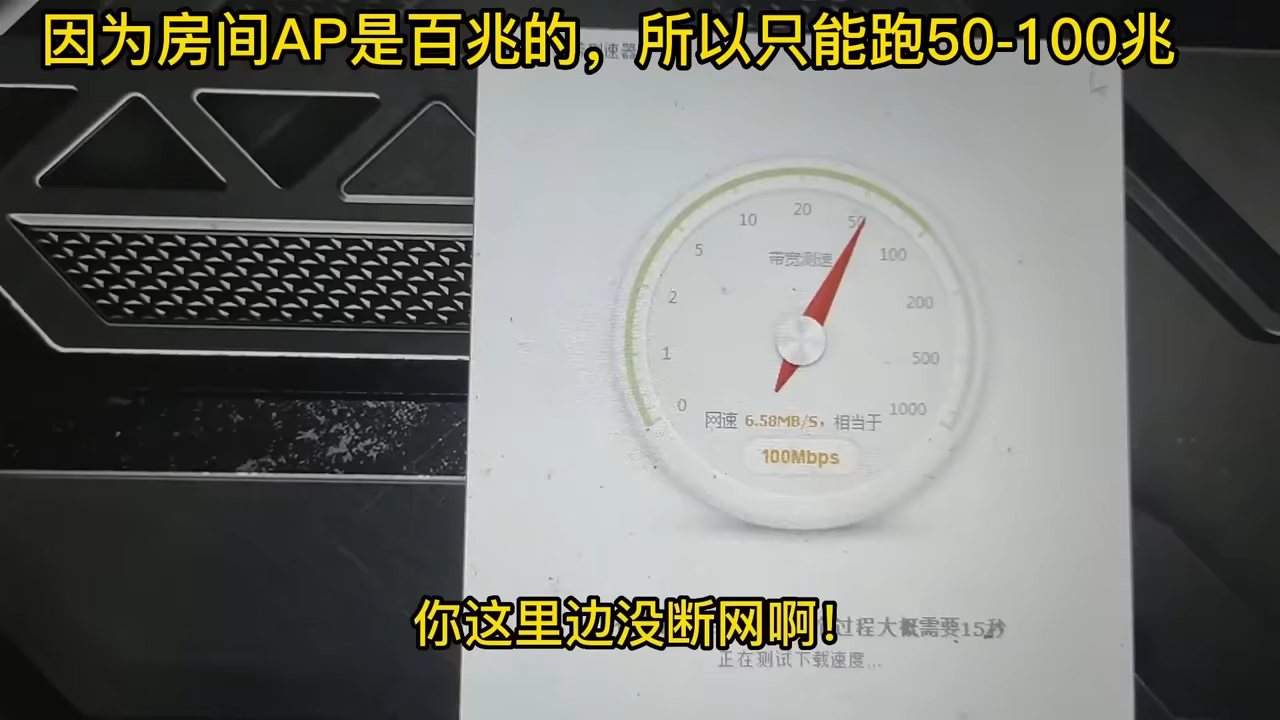 因为房间AP是百兆的，所以只能跑50-100兆
测速器
0
1
2
5
10
20
50
100
200
500
1000
带宽测速
网速 6.58MB/S，相当于
100Mbps
你这里边没断网啊！
过程大概需要15秒
正在测试下载速度...